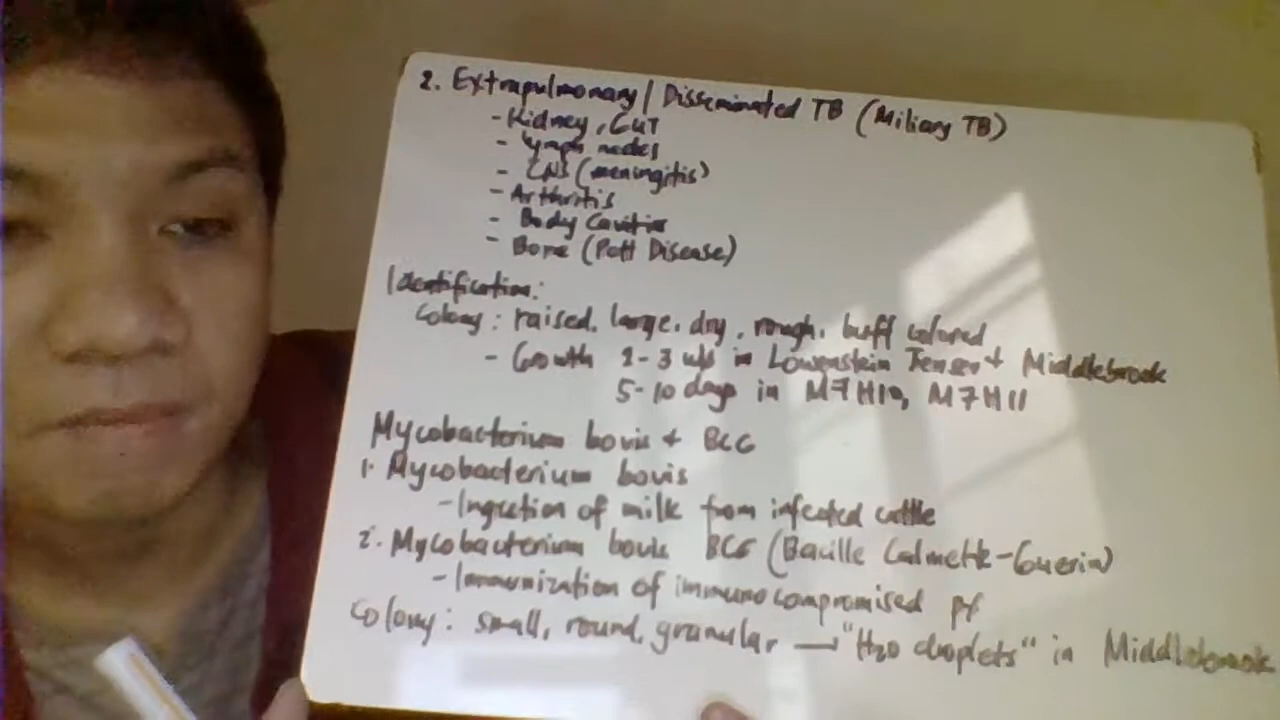 2. Extrapulmonary / Disseminated TB (Miliary TB)
- Kidney, GUT
- Lymph nodes
- CNS (meningitis)
- Arthritis
- Body Cavities
- Bone (Pott Disease)
Identification:
Colony: raised, large, dry, rough, buff colored
- Growth 2-3 wks in Lowenstein Jensen + Middlebrook
5-10 days in M7H10, M7H11
Mycobacterium bovis + BCG
1. Mycobacterium bovis
- Ingestion of milk from infected cattle
2. Mycobacterium bovis BCG (Bacille Calmette-Guerin)
- Immunization of immunocompromised px
Colony: small, round, granular → "H2O droplets" in Middlebrook